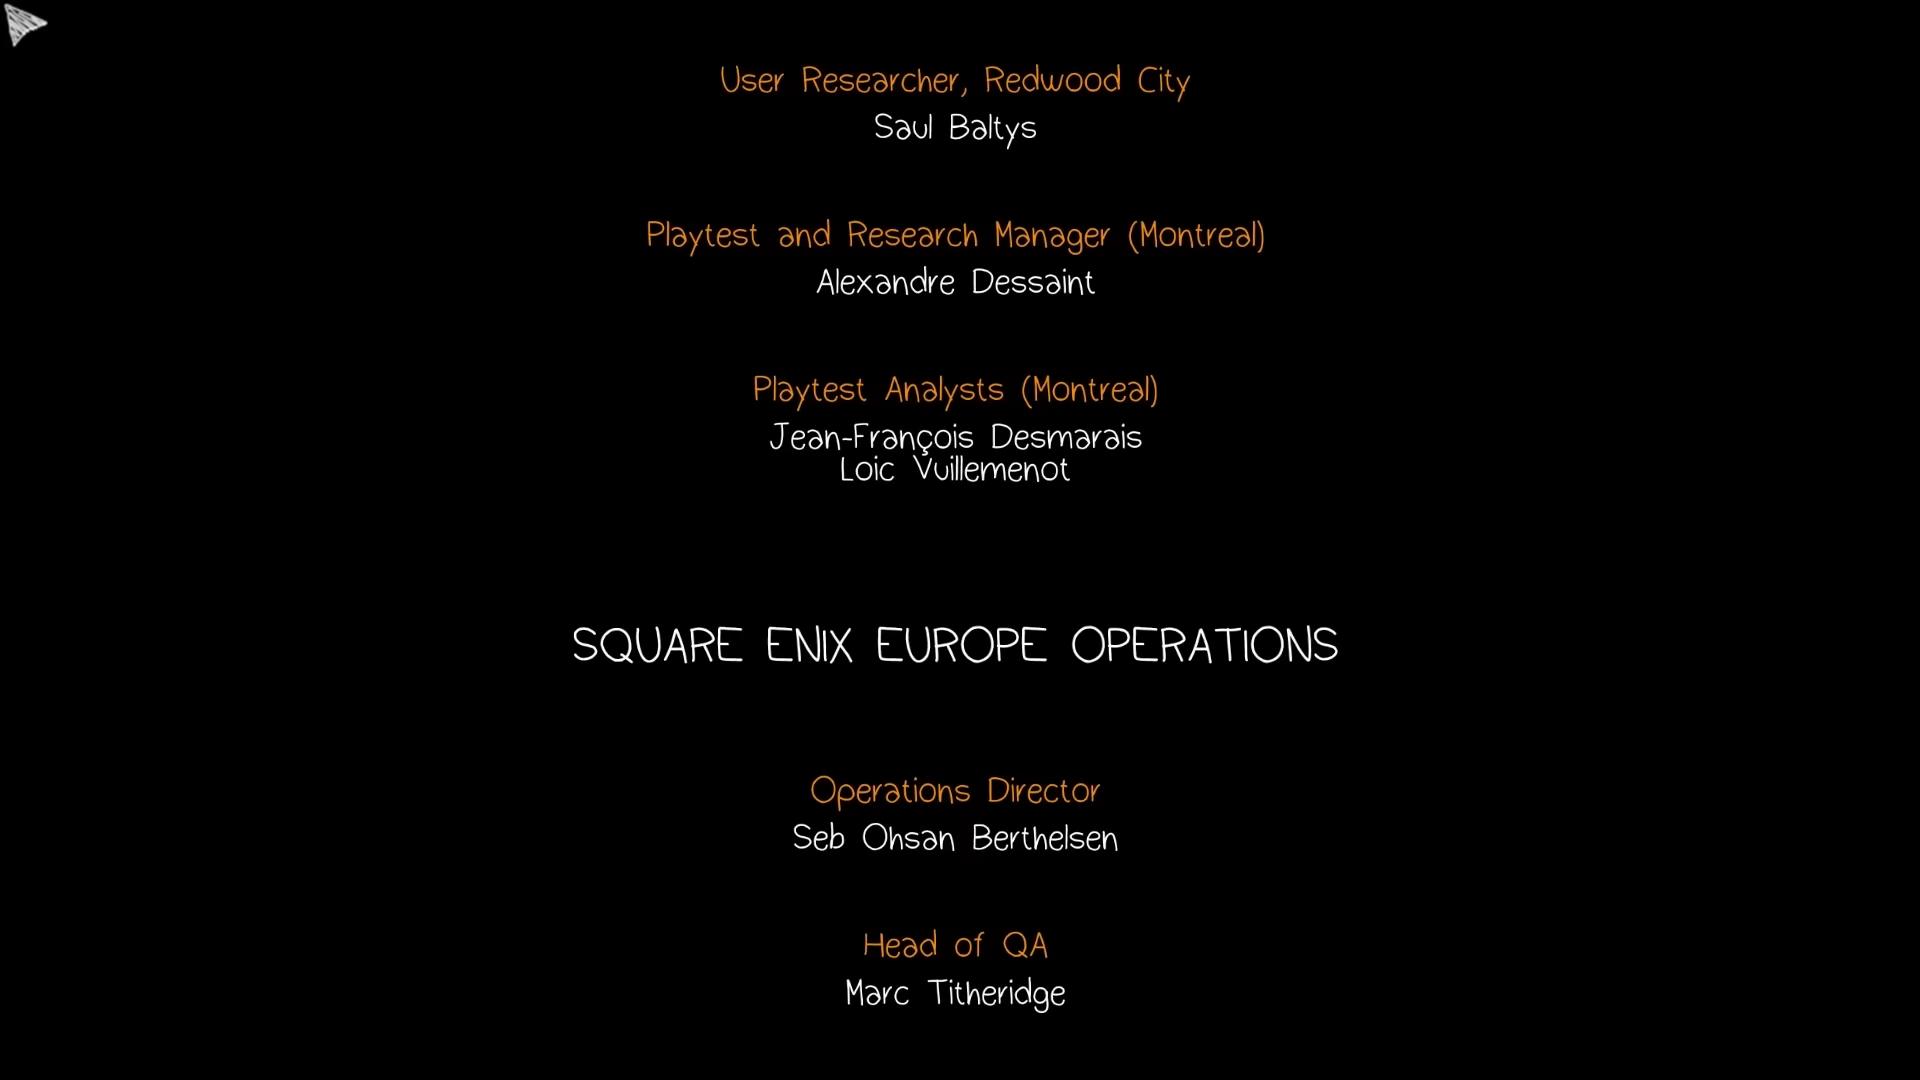 User Researcher, Redwood City
Saul Baltys
Playtest and Research Manager (Montreal)
Alexandre Dessaint
Playtest Analysts (Montreal)
Jean-François Desmarais
Loic Vuillemenot
SQUARE ENIX EUROPE OPERATIONS
Operations Director
Seb Ohsan Berthelsen
Head of QA
Marc Titheridge